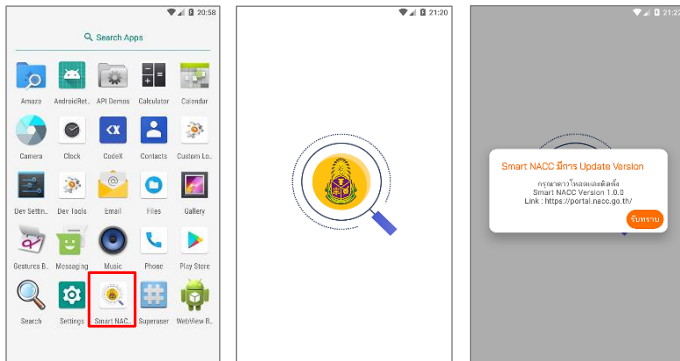 20:58
Search Apps
Amaze AndroidRet.. API Demos Calculator Calendar
Camera Clock CodeX Contacts Custom Lo..
Dev Settin.. Dev Tools Email Files Gallery
Gestures B.. Messaging Music Phone Play Store
Search Settings Smart NAC.. Superuser WebView B..
21:20
21:22
Smart NACC มีการ Update Version
กรุณาดาวโหลดและติดตั้ง
Smart NACC Version 1.0.0
Link : https://portal.nacc.go.th/
รับทราบ